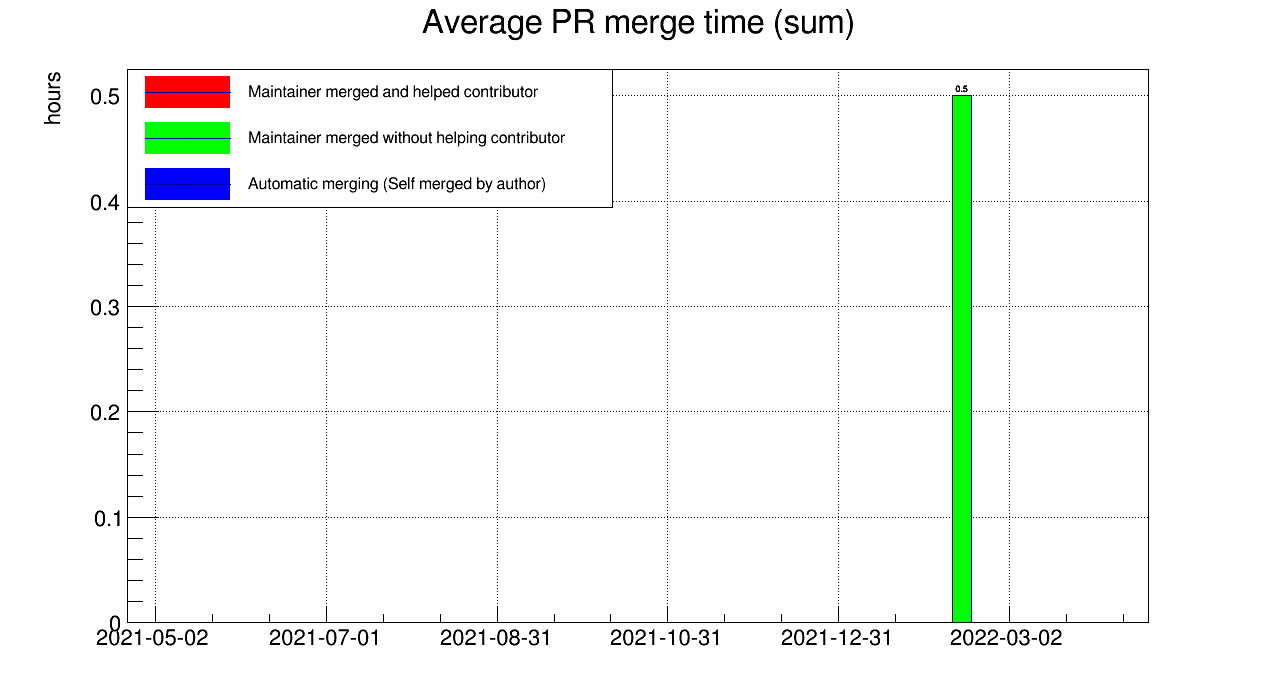 Average PR merge time (sum)
hours
Maintainer merged and helped contributor
Maintainer merged without helping contributor
Automatic merging (Self merged by author)
0.5
0.5
0.4
0.3
0.2
0.1
0
2021-05-02 2021-07-01 2021-08-31 2021-10-31 2021-12-31 2022-03-02